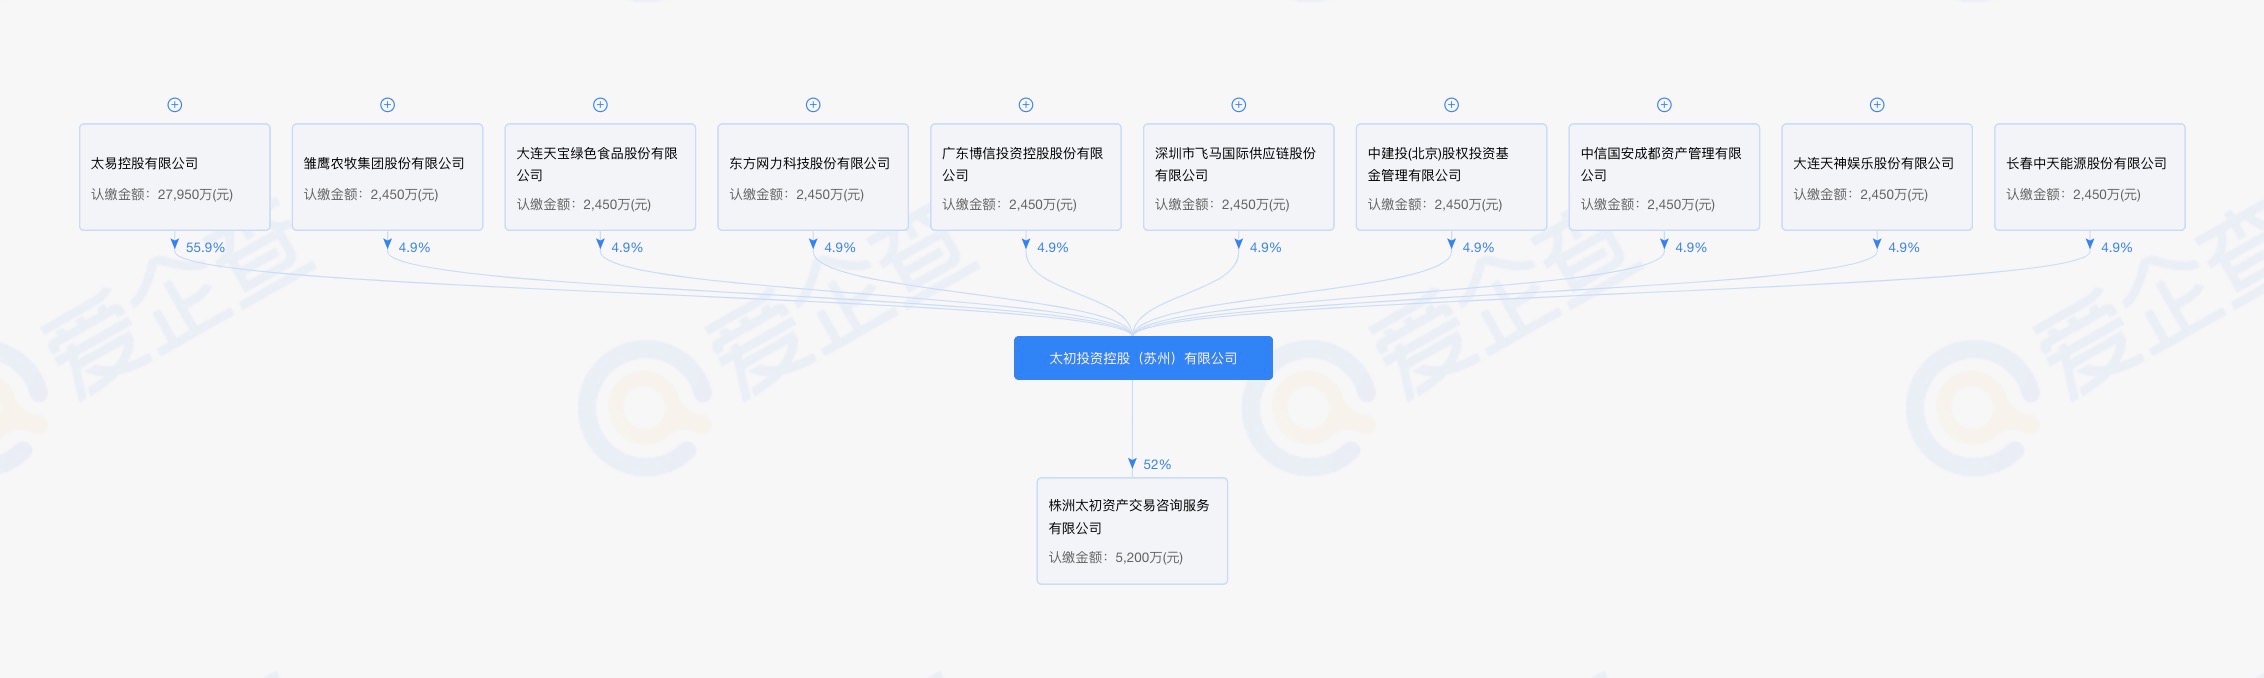 太易控股有限公司
认缴金额：27,950万(元)
55.9%
雏鹰农牧集团股份有限公司
认缴金额：2,450万(元)
4.9%
大连天宝绿色食品股份有限
公司
认缴金额：2,450万(元)
4.9%
东方网力科技股份有限公司
认缴金额：2,450万(元)
4.9%
广东博信投资控股股份有限
公司
认缴金额：2,450万(元)
4.9%
深圳市飞马国际供应链股份
有限公司
认缴金额：2,450万(元)
4.9%
中建投(北京)股权投资基
金管理有限公司
认缴金额：2,450万(元)
4.9%
中信国安成都资产管理有限
公司
认缴金额：2,450万(元)
4.9%
大连天神娱乐股份有限公司
认缴金额：2,450万(元)
4.9%
长春中天能源股份有限公司
认缴金额：2,450万(元)
4.9%
太初投资控股（苏州）有限公司
52%
株洲太初资产交易咨询服务
有限公司
认缴金额：5,200万(元)
爱企查
爱企查
爱企查
爱企查